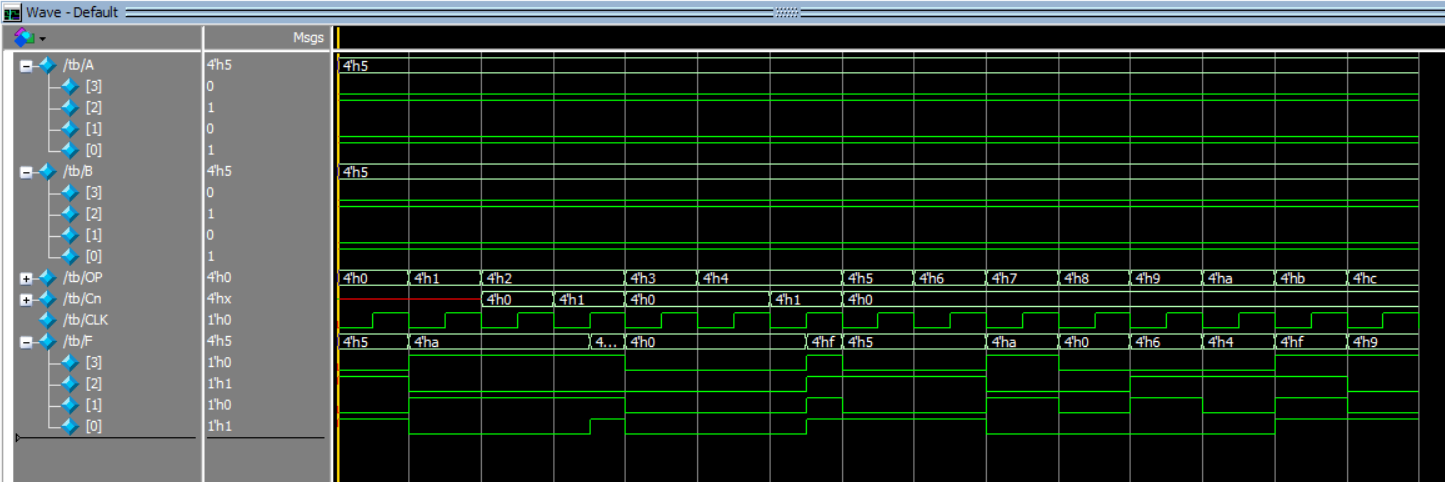 Wave - Default
Msgs
/tb/A 4'h5 4'h5
[3] 0
[2] 1
[1] 0
[0] 1
/tb/B 4'h5 4'h5
[3] 0
[2] 1
[1] 0
[0] 1
/tb/OP 4'h0 4'h0 4'h1 4'h2 4'h3 4'h4 4'h5 4'h6 4'h7 4'h8 4'h9 4'ha 4'hb 4'hc
/tb/Cn 4'hx 4'h0 4'h1 4'h0 4'h1 4'h0
/tb/CLK 1'h0
/tb/F 4'h5 4'h5 4'ha 4... 4'h0 4'hf 4'h5 4'ha 4'h0 4'h6 4'h4 4'hf 4'h9
[3] 1'h0
[2] 1'h1
[1] 1'h0
[0] 1'h1